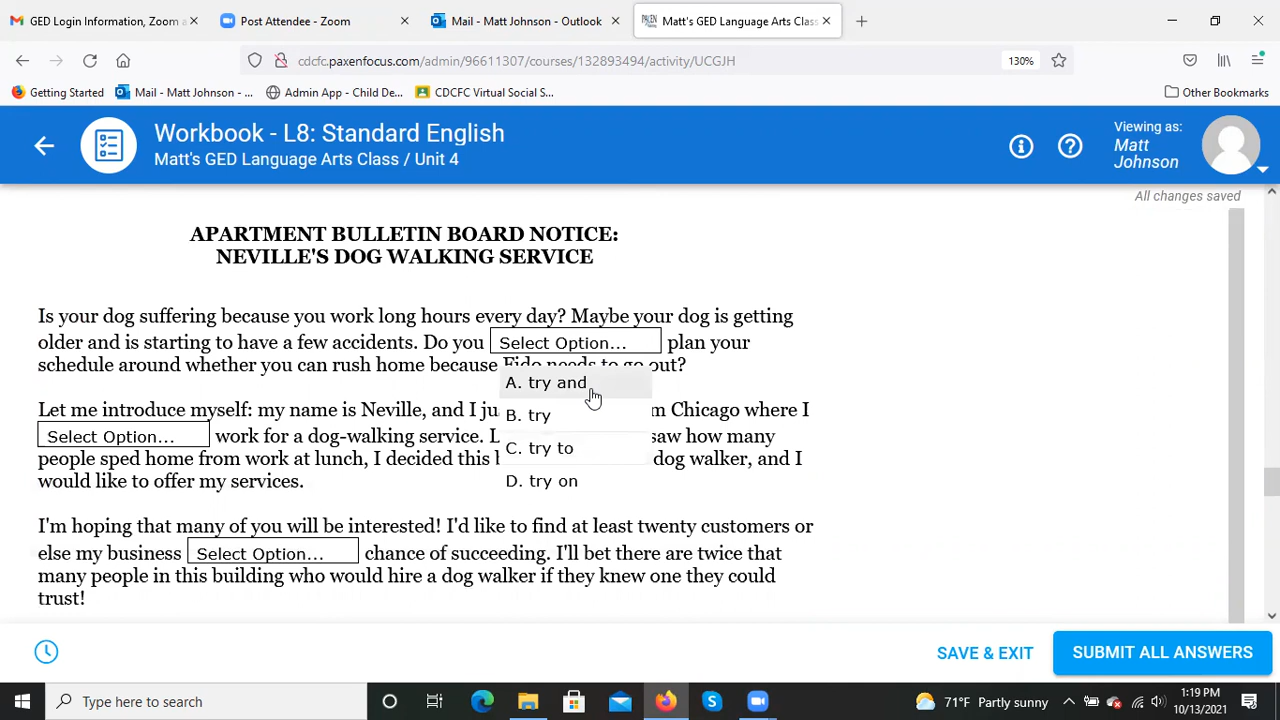 GED Login Information, Zoom a
Post Attendee - Zoom
Mail - Matt Johnson - Outlook
Matt's GED Language Arts Class
cdcfc.paxenfocus.com/admin/96611307/courses/132893494/activity/UCGJH
130%
Getting Started
Mail - Matt Johnson - ...
Admin App - Child De...
CDCFC Virtual Social S...
Other Bookmarks
Workbook - L8: Standard English
Matt's GED Language Arts Class / Unit 4
Viewing as:
Matt
Johnson
All changes saved
APARTMENT BULLETIN BOARD NOTICE:
NEVILLE'S DOG WALKING SERVICE
Is your dog suffering because you work long hours every day? Maybe your dog is getting
older and is starting to have a few accidents. Do you Select Option... plan your
schedule around whether you can rush home because Fido needs to go out?
A. try and
B. try
C. try to
D. try on
Let me introduce myself: my name is Neville, and I ju m Chicago where I
Select Option... work for a dog-walking service. L saw how many
people sped home from work at lunch, I decided this b dog walker, and I
would like to offer my services.
I'm hoping that many of you will be interested! I'd like to find at least twenty customers or
else my business Select Option... chance of succeeding. I'll bet there are twice that
many people in this building who would hire a dog walker if they knew one they could
trust!
SAVE & EXIT
SUBMIT ALL ANSWERS
Type here to search
71°F Partly sunny
1:19 PM
10/13/2021